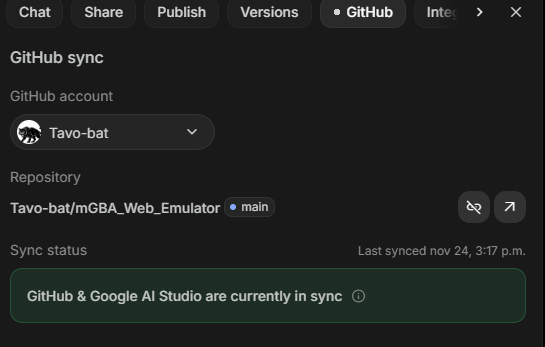 Chat Share Publish Versions GitHub Integ
GitHub sync
GitHub account
Tavo-bat
Repository
Tavo-bat/mGBA_Web_Emulator main
Sync status Last synced nov 24, 3:17 p.m.
GitHub & Google AI Studio are currently in sync